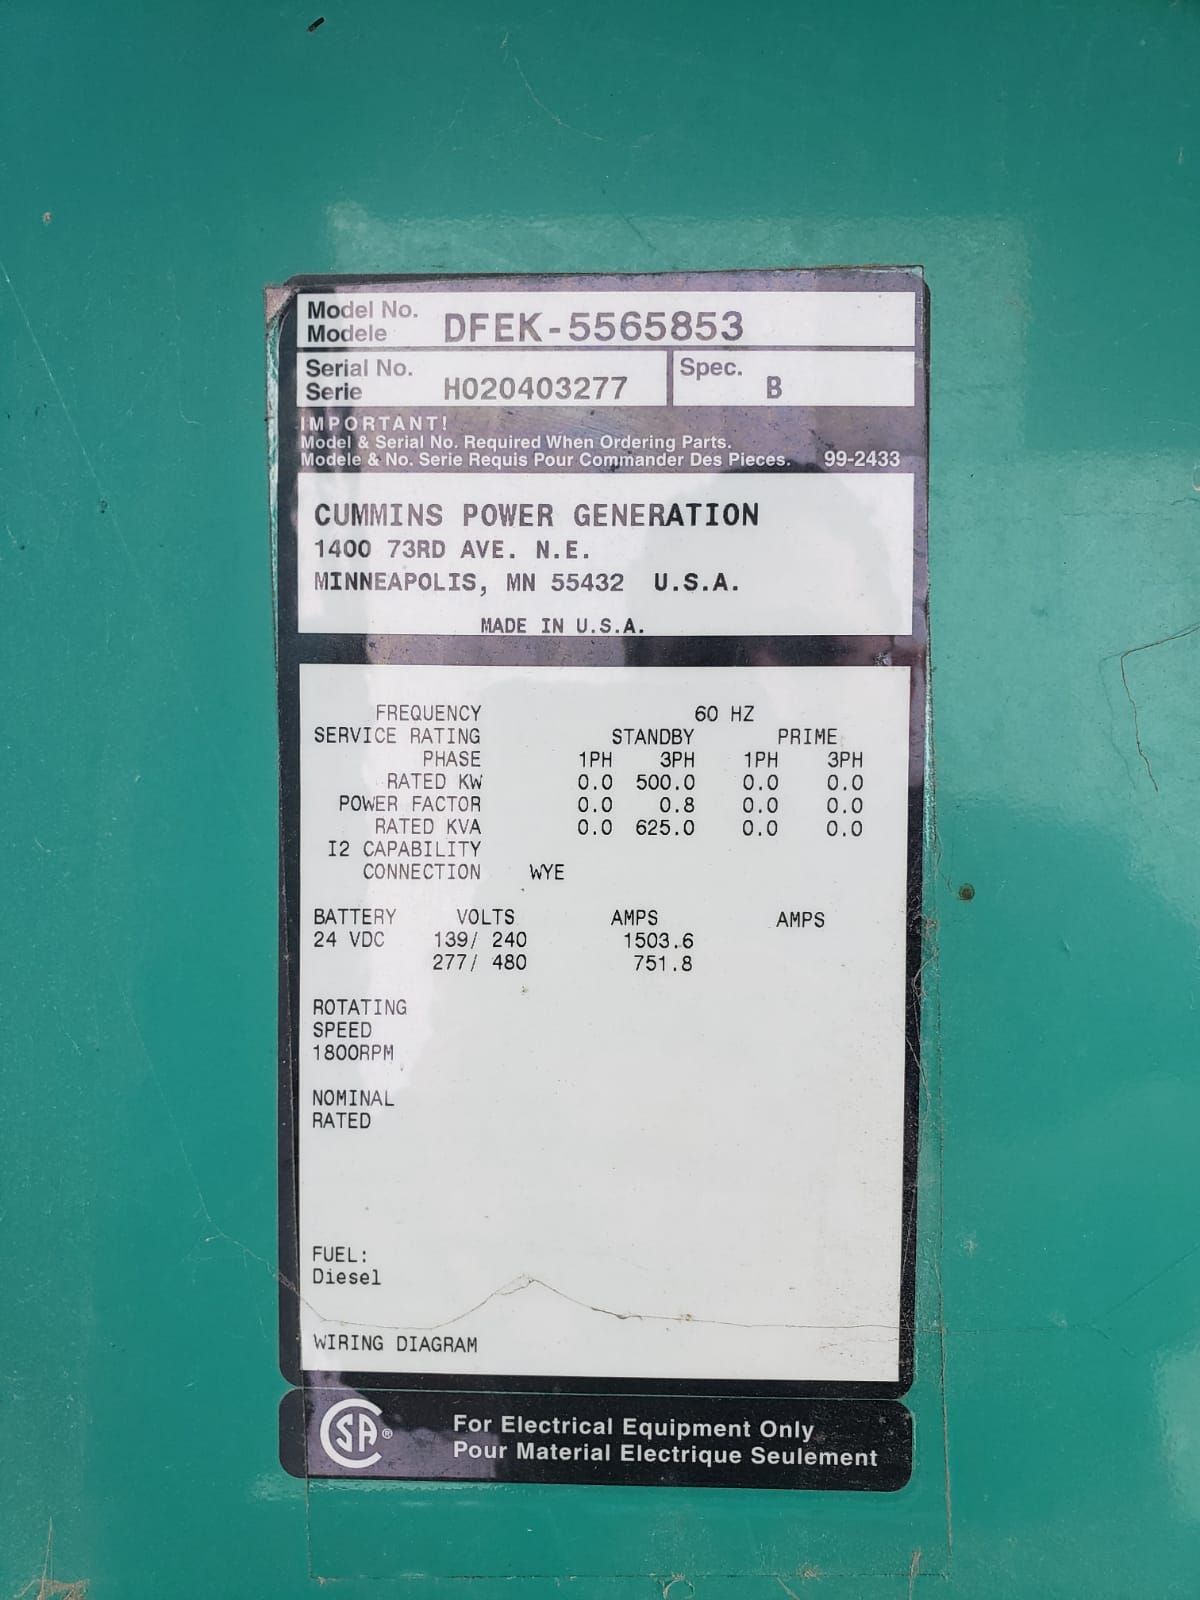 Model No.
Modele DFEK-5565853
Serial No. Spec.
Serie H020403277 B
IMPORTANT!
Model & Serial No. Required When Ordering Parts.
Modele & No. Serie Requis Pour Commander Des Pieces. 99-2433
CUMMINS POWER GENERATION
1400 73RD AVE. N.E.
MINNEAPOLIS, MN 55432 U.S.A.
MADE IN U.S.A.
FREQUENCY 60 HZ
SERVICE RATING STANDBY PRIME
PHASE 1PH 3PH 1PH 3PH
RATED KW 0.0 500.0 0.0 0.0
POWER FACTOR 0.0 0.8 0.0 0.0
RATED KVA 0.0 625.0 0.0 0.0
I2 CAPABILITY
CONNECTION WYE
BATTERY VOLTS AMPS AMPS
24 VDC 139/ 240 1503.6
277/ 480 751.8
ROTATING
SPEED
1800RPM
NOMINAL
RATED
FUEL:
Diesel
WIRING DIAGRAM
CSA® For Electrical Equipment Only
Pour Material Electrique Seulement